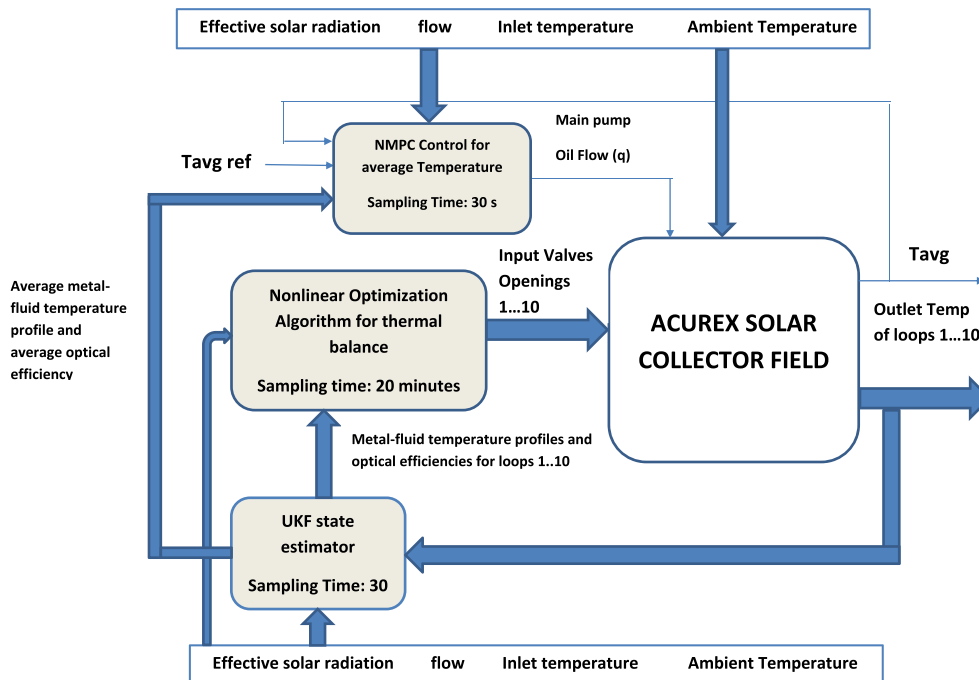 Effective solar radiation flow Inlet temperature Ambient Temperature
Main pump
Oil Flow (q)
NMPC Control for
average Temperature
Sampling Time: 30 s
Tavg ref
Input Valves
Openings
1...10
Tavg
Outlet Temp
of loops 1...10
Average metal-
fluid temperature
profile and
average optical
efficiency
Nonlinear Optimization
Algorithm for thermal
balance
Sampling time: 20 minutes
ACUREX SOLAR
COLLECTOR FIELD
Metal-fluid temperature profiles and
optical efficiencies for loops 1..10
UKF state
estimator
Sampling Time: 30
Effective solar radiation flow Inlet temperature Ambient Temperature